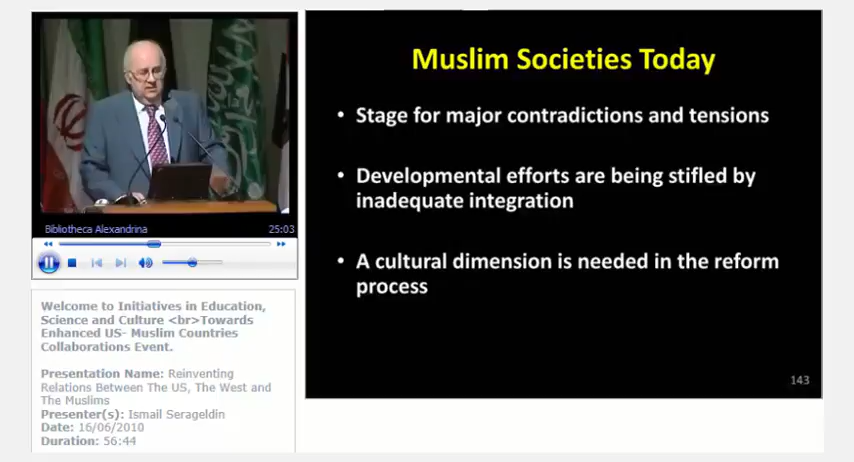 Muslim Societies Today
• Stage for major contradictions and tensions
• Developmental efforts are being stifled by
inadequate integration
• A cultural dimension is needed in the reform
process
143
Bibliotheca Alexandrina 25:03
Welcome to Initiatives in Education,
Science and Culture <br>Towards
Enhanced US- Muslim Countries
Collaborations Event.
Presentation Name: Reinventing
Relations Between The US, The West and
The Muslims
Presenter(s): Ismail Serageldin
Date: 16/06/2010
Duration: 56:44